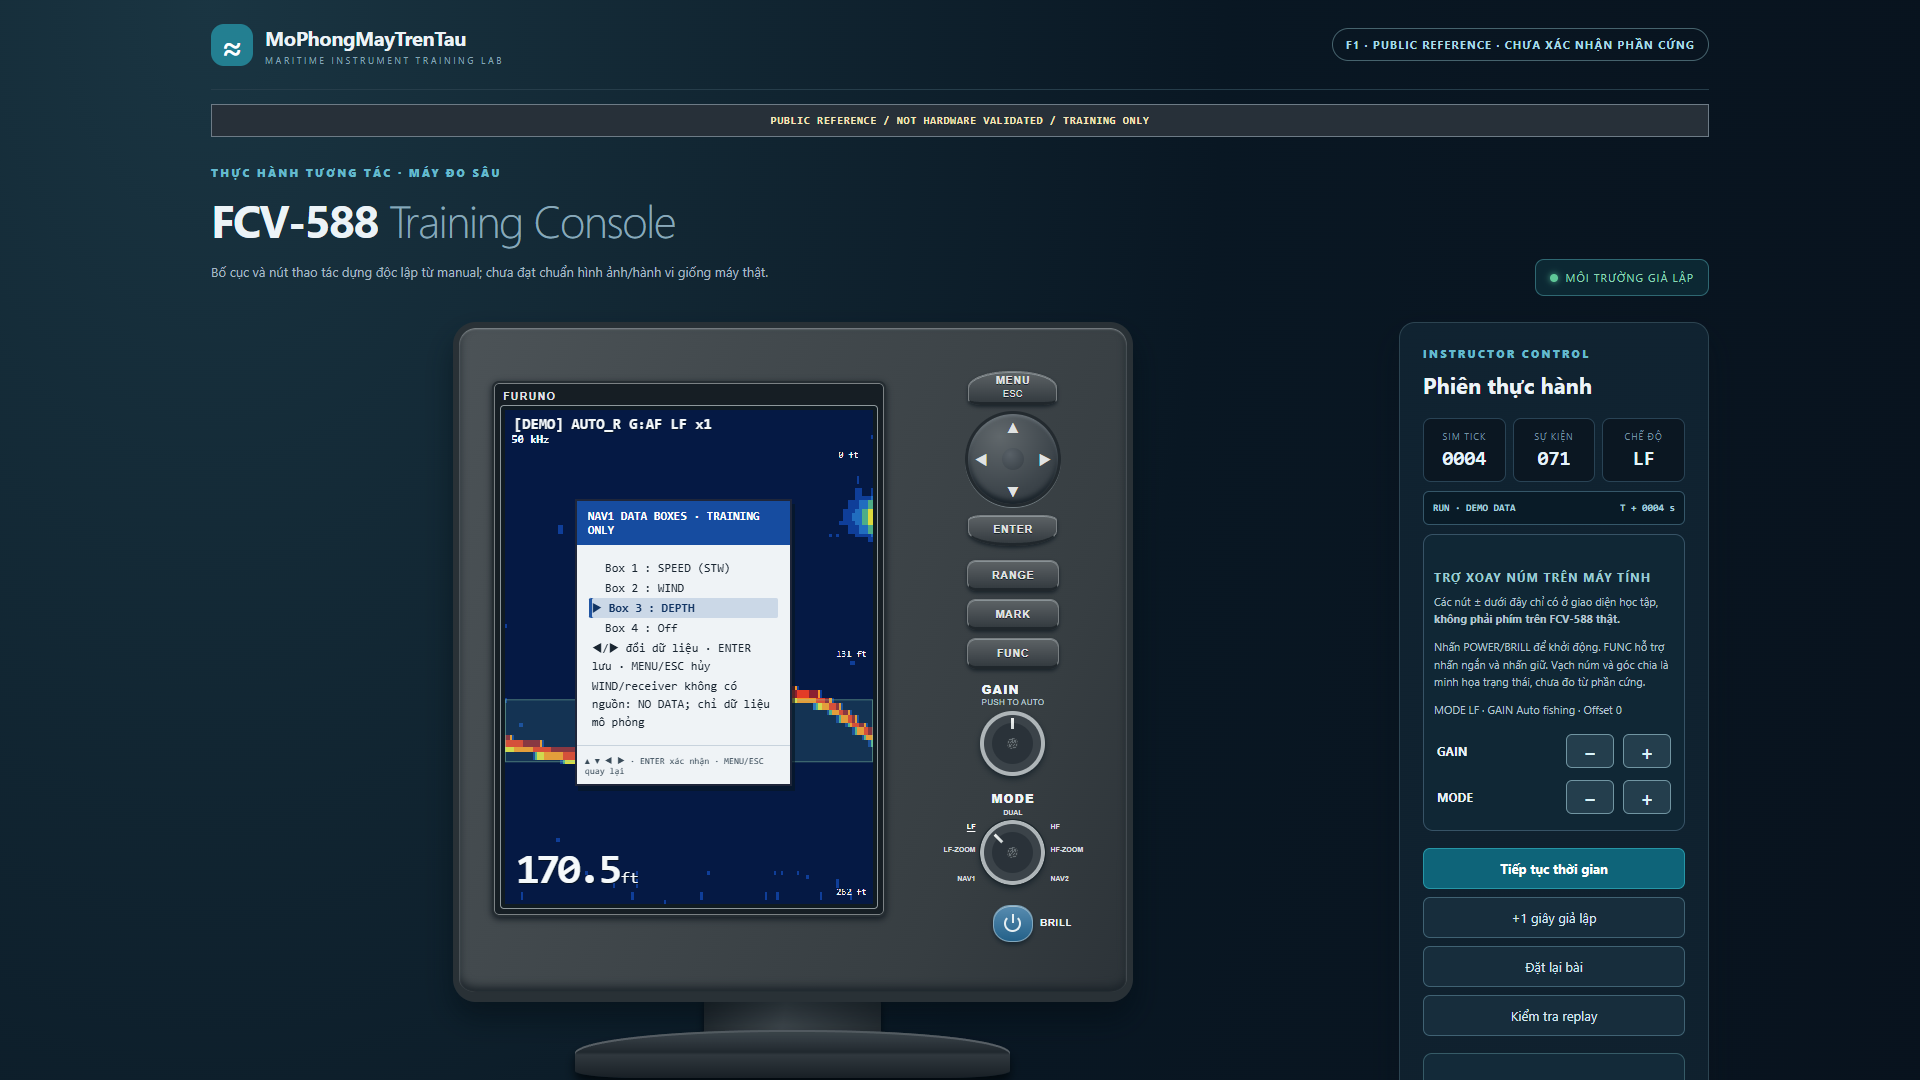 ≈
MoPhongMayTrenTau
MARITIME INSTRUMENT TRAINING LAB
F1 · PUBLIC REFERENCE · CHƯA XÁC NHẬN PHẦN CỨNG
PUBLIC REFERENCE / NOT HARDWARE VALIDATED / TRAINING ONLY
THỰC HÀNH TƯƠNG TÁC · MÁY ĐO SÂU
FCV-588 Training Console
Bố cục và nút thao tác dựng độc lập từ manual; chưa đạt chuẩn hình ảnh/hành vi giống máy thật.
MÔI TRƯỜNG GIẢ LẬP
FURUNO
[DEMO] AUTO_R G:AF LF x1
50 kHz
0 ft
NAV1 DATA BOXES · TRAINING
ONLY
Box 1 : SPEED (STW)
Box 2 : WIND
▶ Box 3 : DEPTH
Box 4 : Off
◀/▶ đổi dữ liệu · ENTER
lưu · MENU/ESC hủy
WIND/receiver không có
nguồn: NO DATA; chỉ dữ liệu
mô phỏng
▲ ▼ ◀ ▶ · ENTER xác nhận · MENU/ESC
quay lại
131 ft
170.5ft
262 ft
MENU
ESC
▲
◀ ▶
▼
ENTER
RANGE
MARK
FUNC
GAIN
PUSH TO AUTO
MODE
DUAL
LF HF
LF-ZOOM HF-ZOOM
NAV1 NAV2
BRILL
INSTRUCTOR CONTROL
Phiên thực hành
SIM TICK
0004
SỰ KIỆN
071
CHẾ ĐỘ
LF
RUN · DEMO DATA T + 0004 s
TRỢ XOAY NÚM TRÊN MÁY TÍNH
Các nút ± dưới đây chỉ có ở giao diện học tập,
không phải phím trên FCV-588 thật.
Nhấn POWER/BRILL để khởi động. FUNC hỗ trợ
nhấn ngắn và nhấn giữ. Vạch núm và góc chia là
minh họa trạng thái, chưa đo từ phần cứng.
MODE LF · GAIN Auto fishing · Offset 0
GAIN − +
MODE − +
Tiếp tục thời gian
+1 giây giả lập
Đặt lại bài
Kiểm tra replay